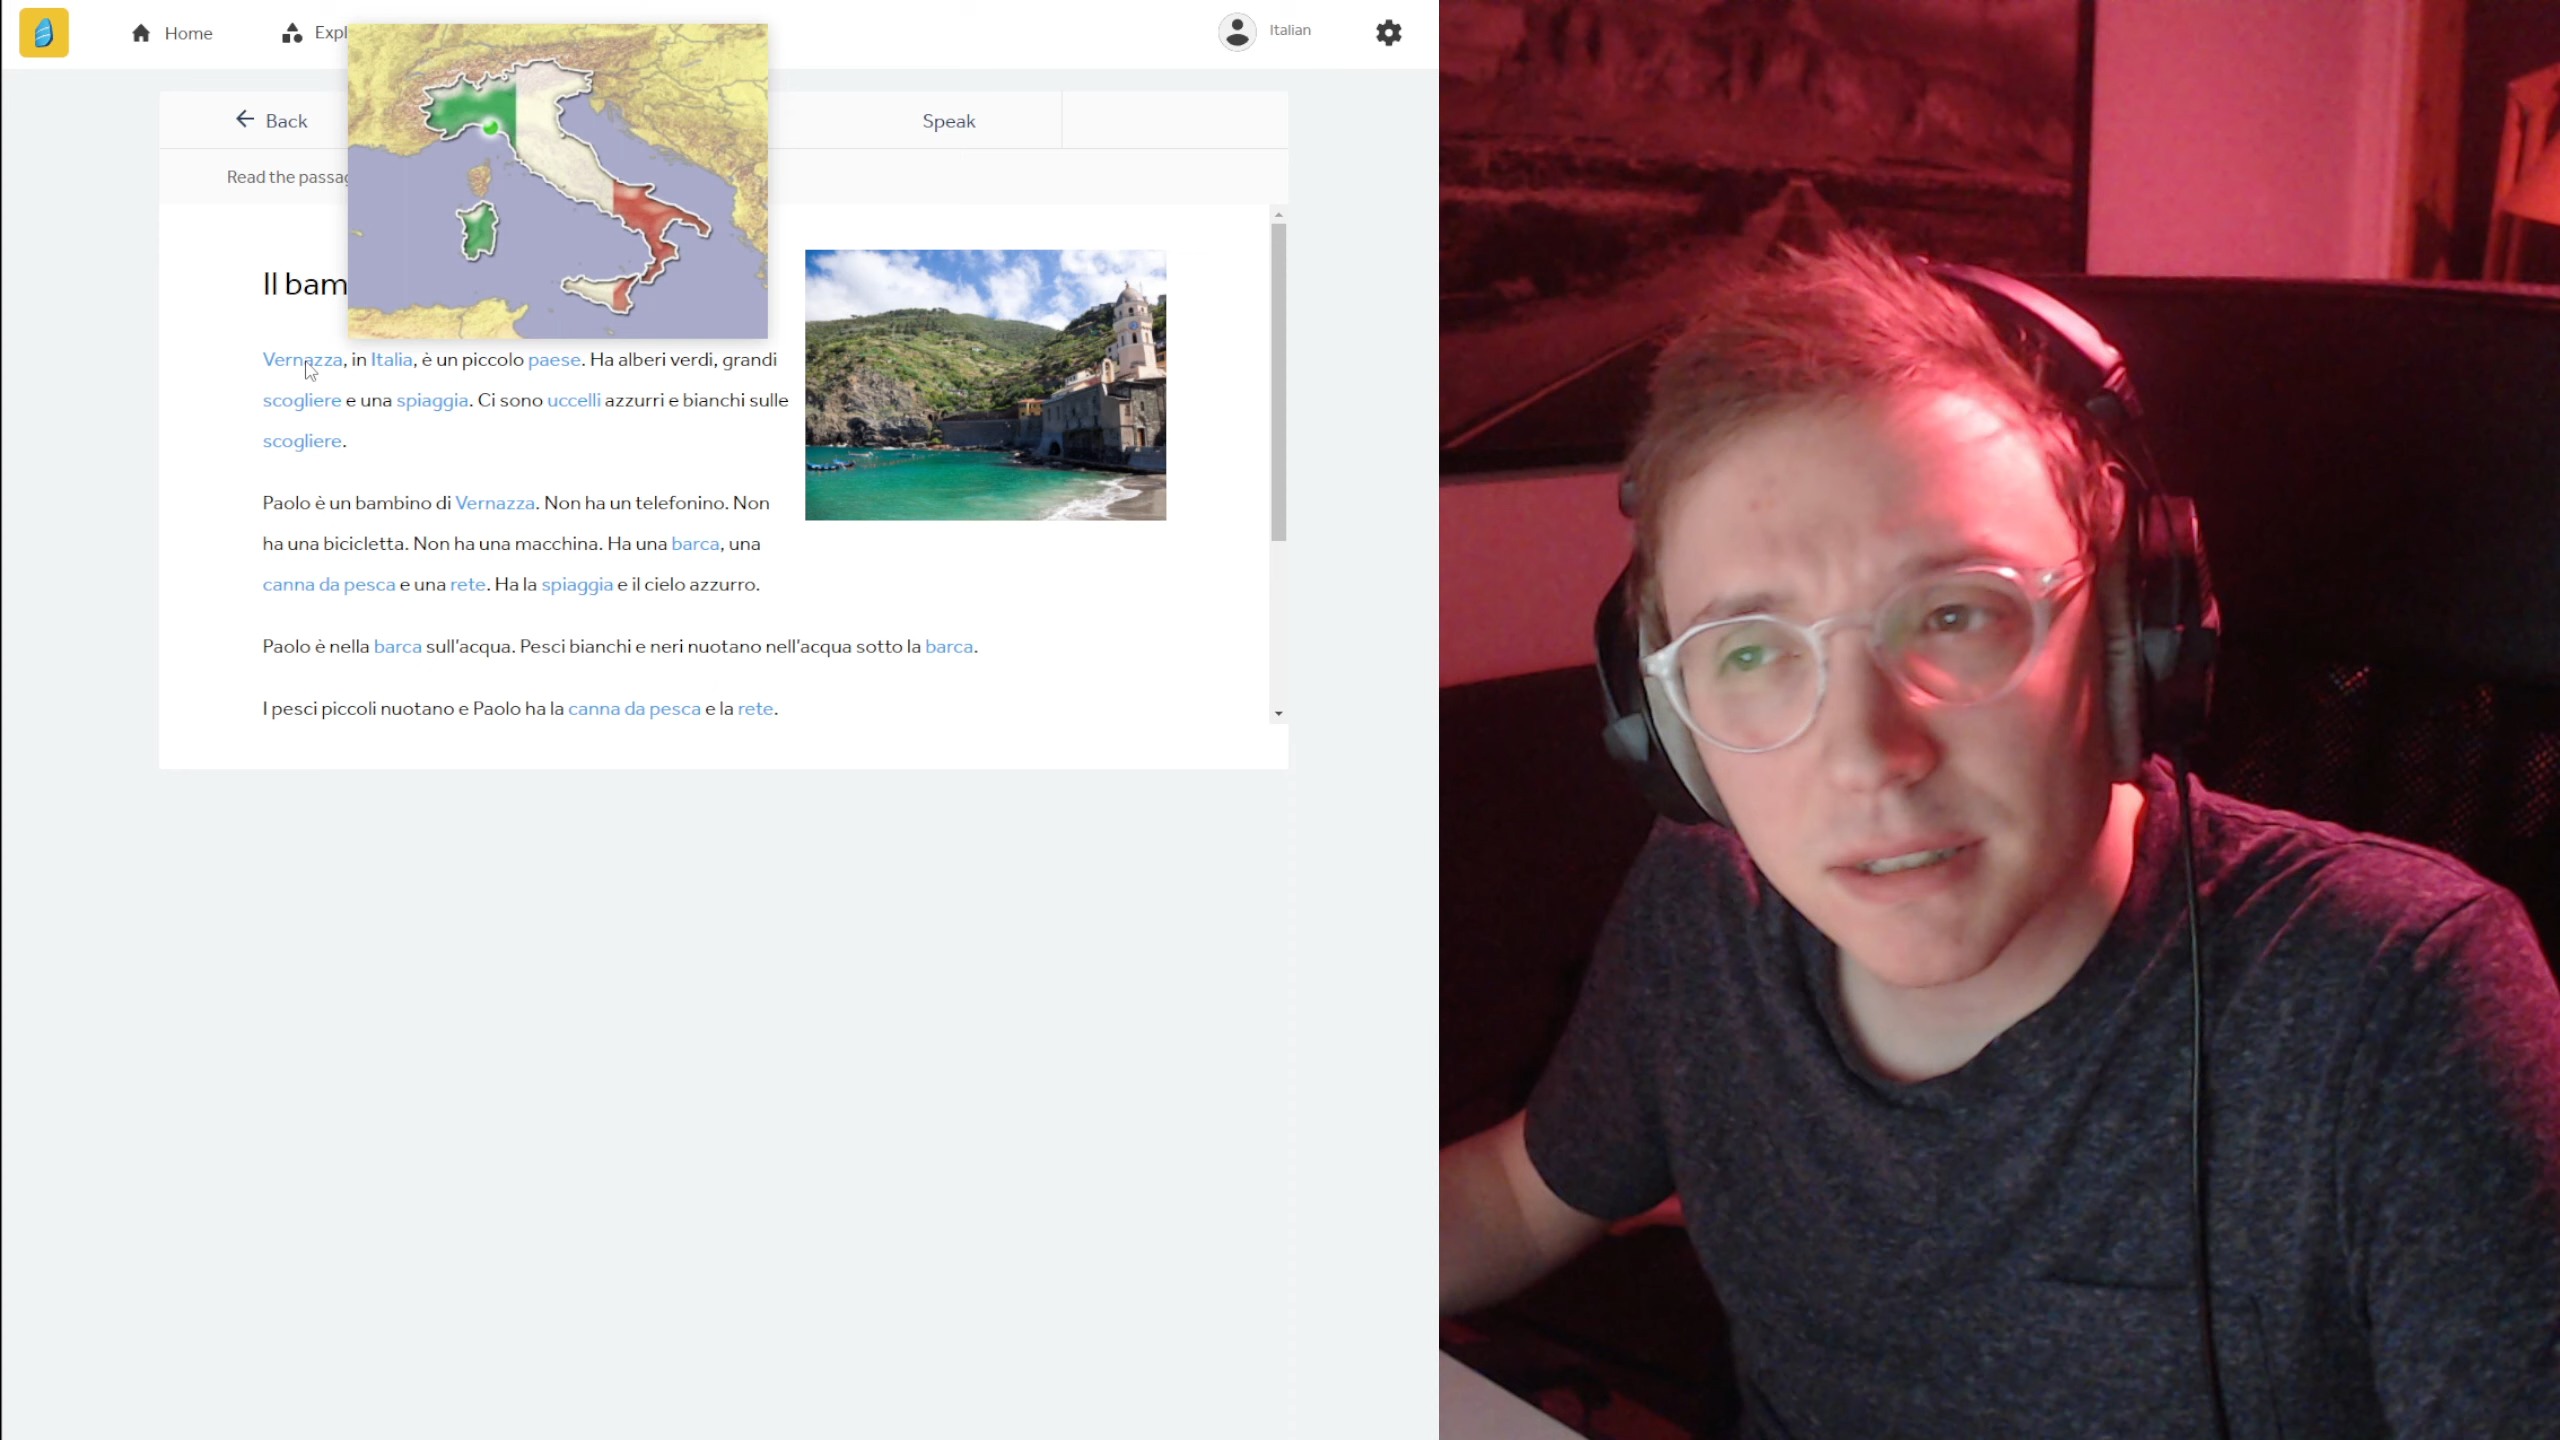 Home
Expl
Italian
Back
Speak
Read the passag
Il bam
Vernazza, in Italia, è un piccolo paese. Ha alberi verdi, grandi
scogliere e una spiaggia. Ci sono uccelli azzurri e bianchi sulle
scogliere.
Paolo è un bambino di Vernazza. Non ha un telefonino. Non
ha una bicicletta. Non ha una macchina. Ha una barca, una
canna da pesca e una rete. Ha la spiaggia e il cielo azzurro.
Paolo è nella barca sull'acqua. Pesci bianchi e neri nuotano nell'acqua sotto la barca.
I pesci piccoli nuotano e Paolo ha la canna da pesca e la rete.